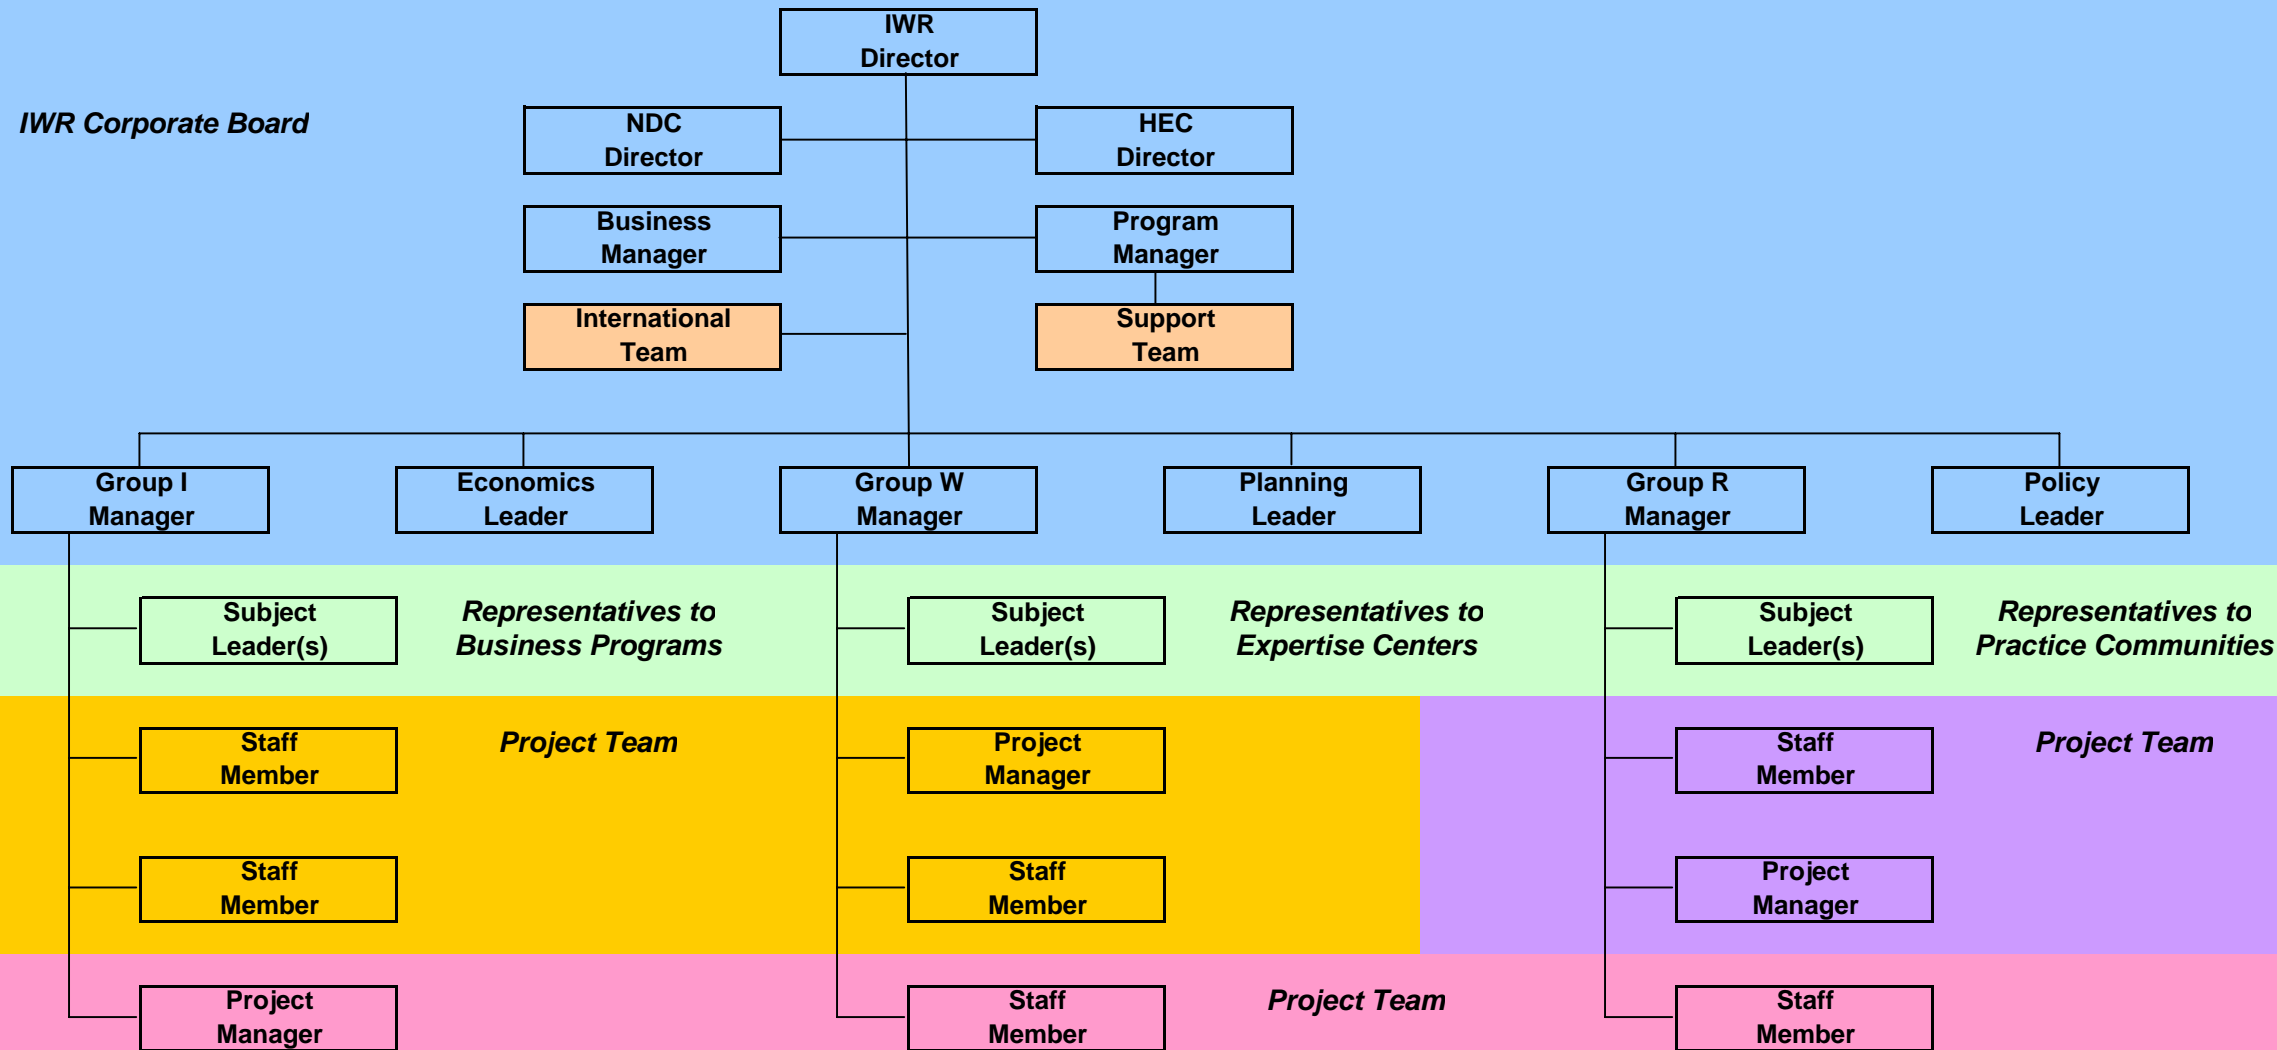 IWR
Director
IWR Corporate Board
NDC
Director
HEC
Director
Business
Manager
Program
Manager
International
Team
Support
Team
Group I
Manager
Economics
Leader
Group W
Manager
Planning
Leader
Group R
Manager
Policy
Leader
Subject
Leader(s)
Representatives to
Business Programs
Subject
Leader(s)
Representatives to
Expertise Centers
Subject
Leader(s)
Representatives to
Practice Communities
Staff
Member
Project Team
Project
Manager
Staff
Member
Project Team
Staff
Member
Staff
Member
Project
Manager
Project
Manager
Staff
Member
Project Team
Staff
Member